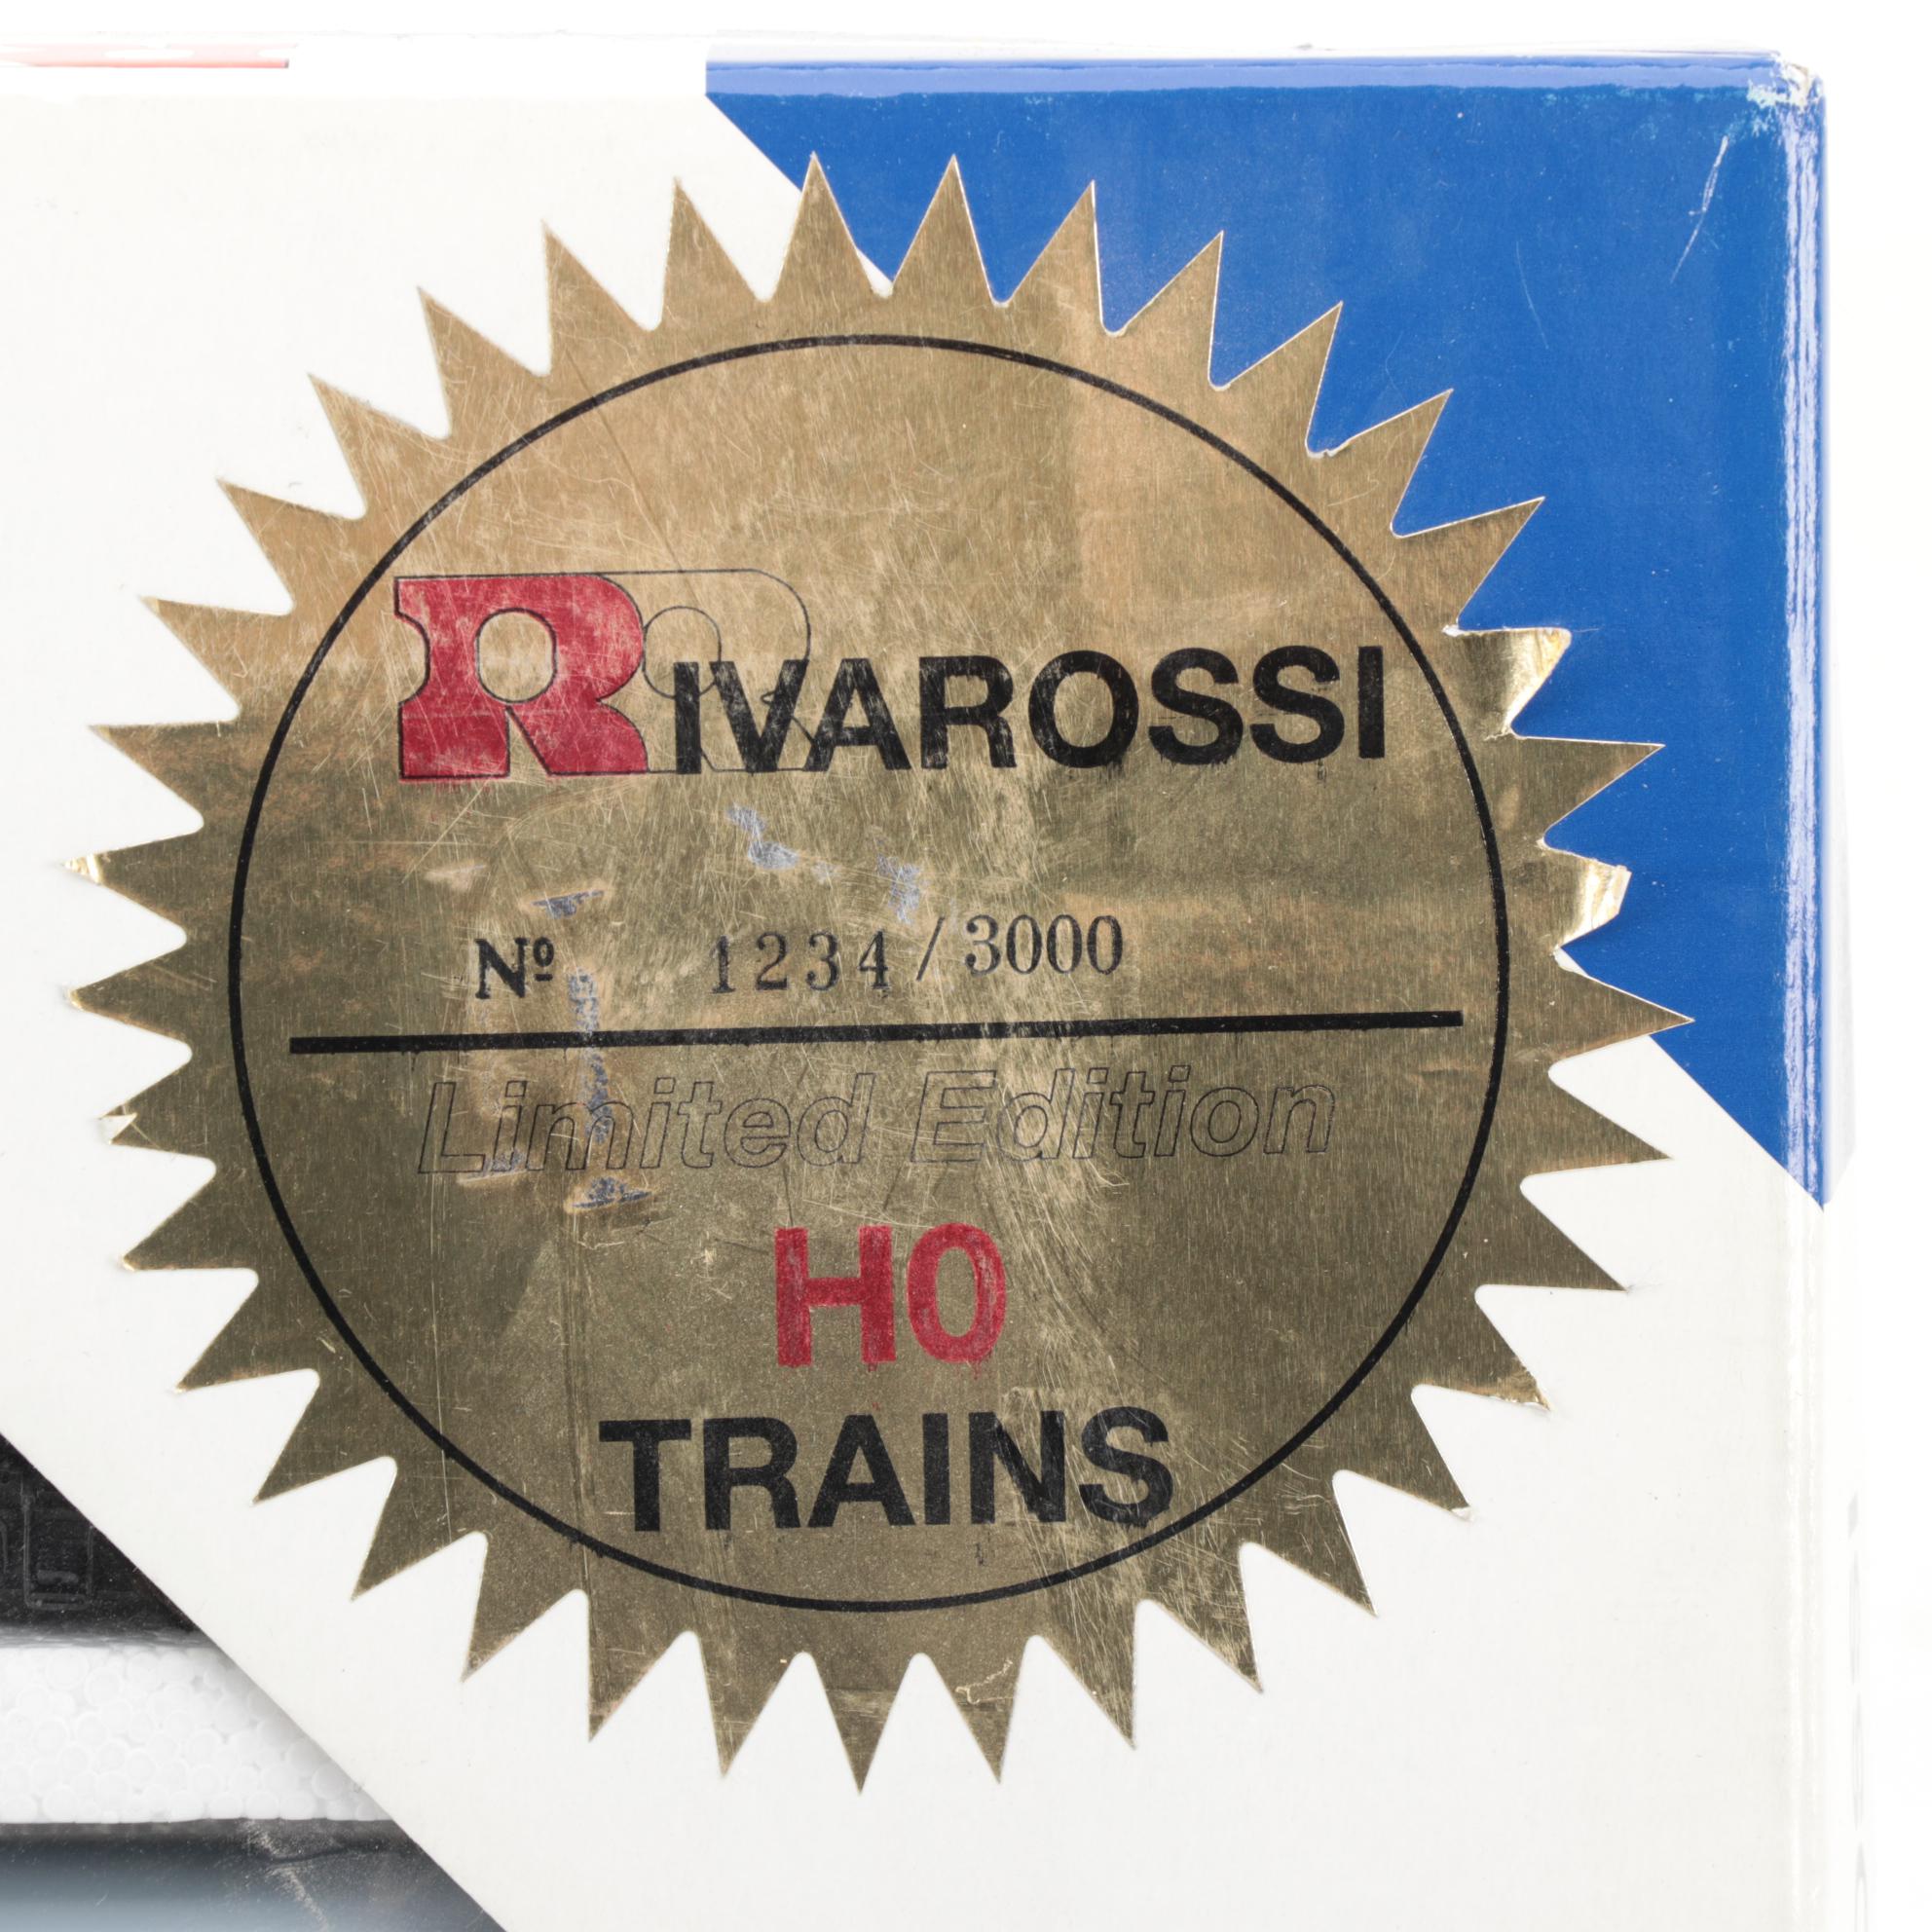 RIVAROSSI
Nº 1234/3000
Limited Edition
H0
TRAINS